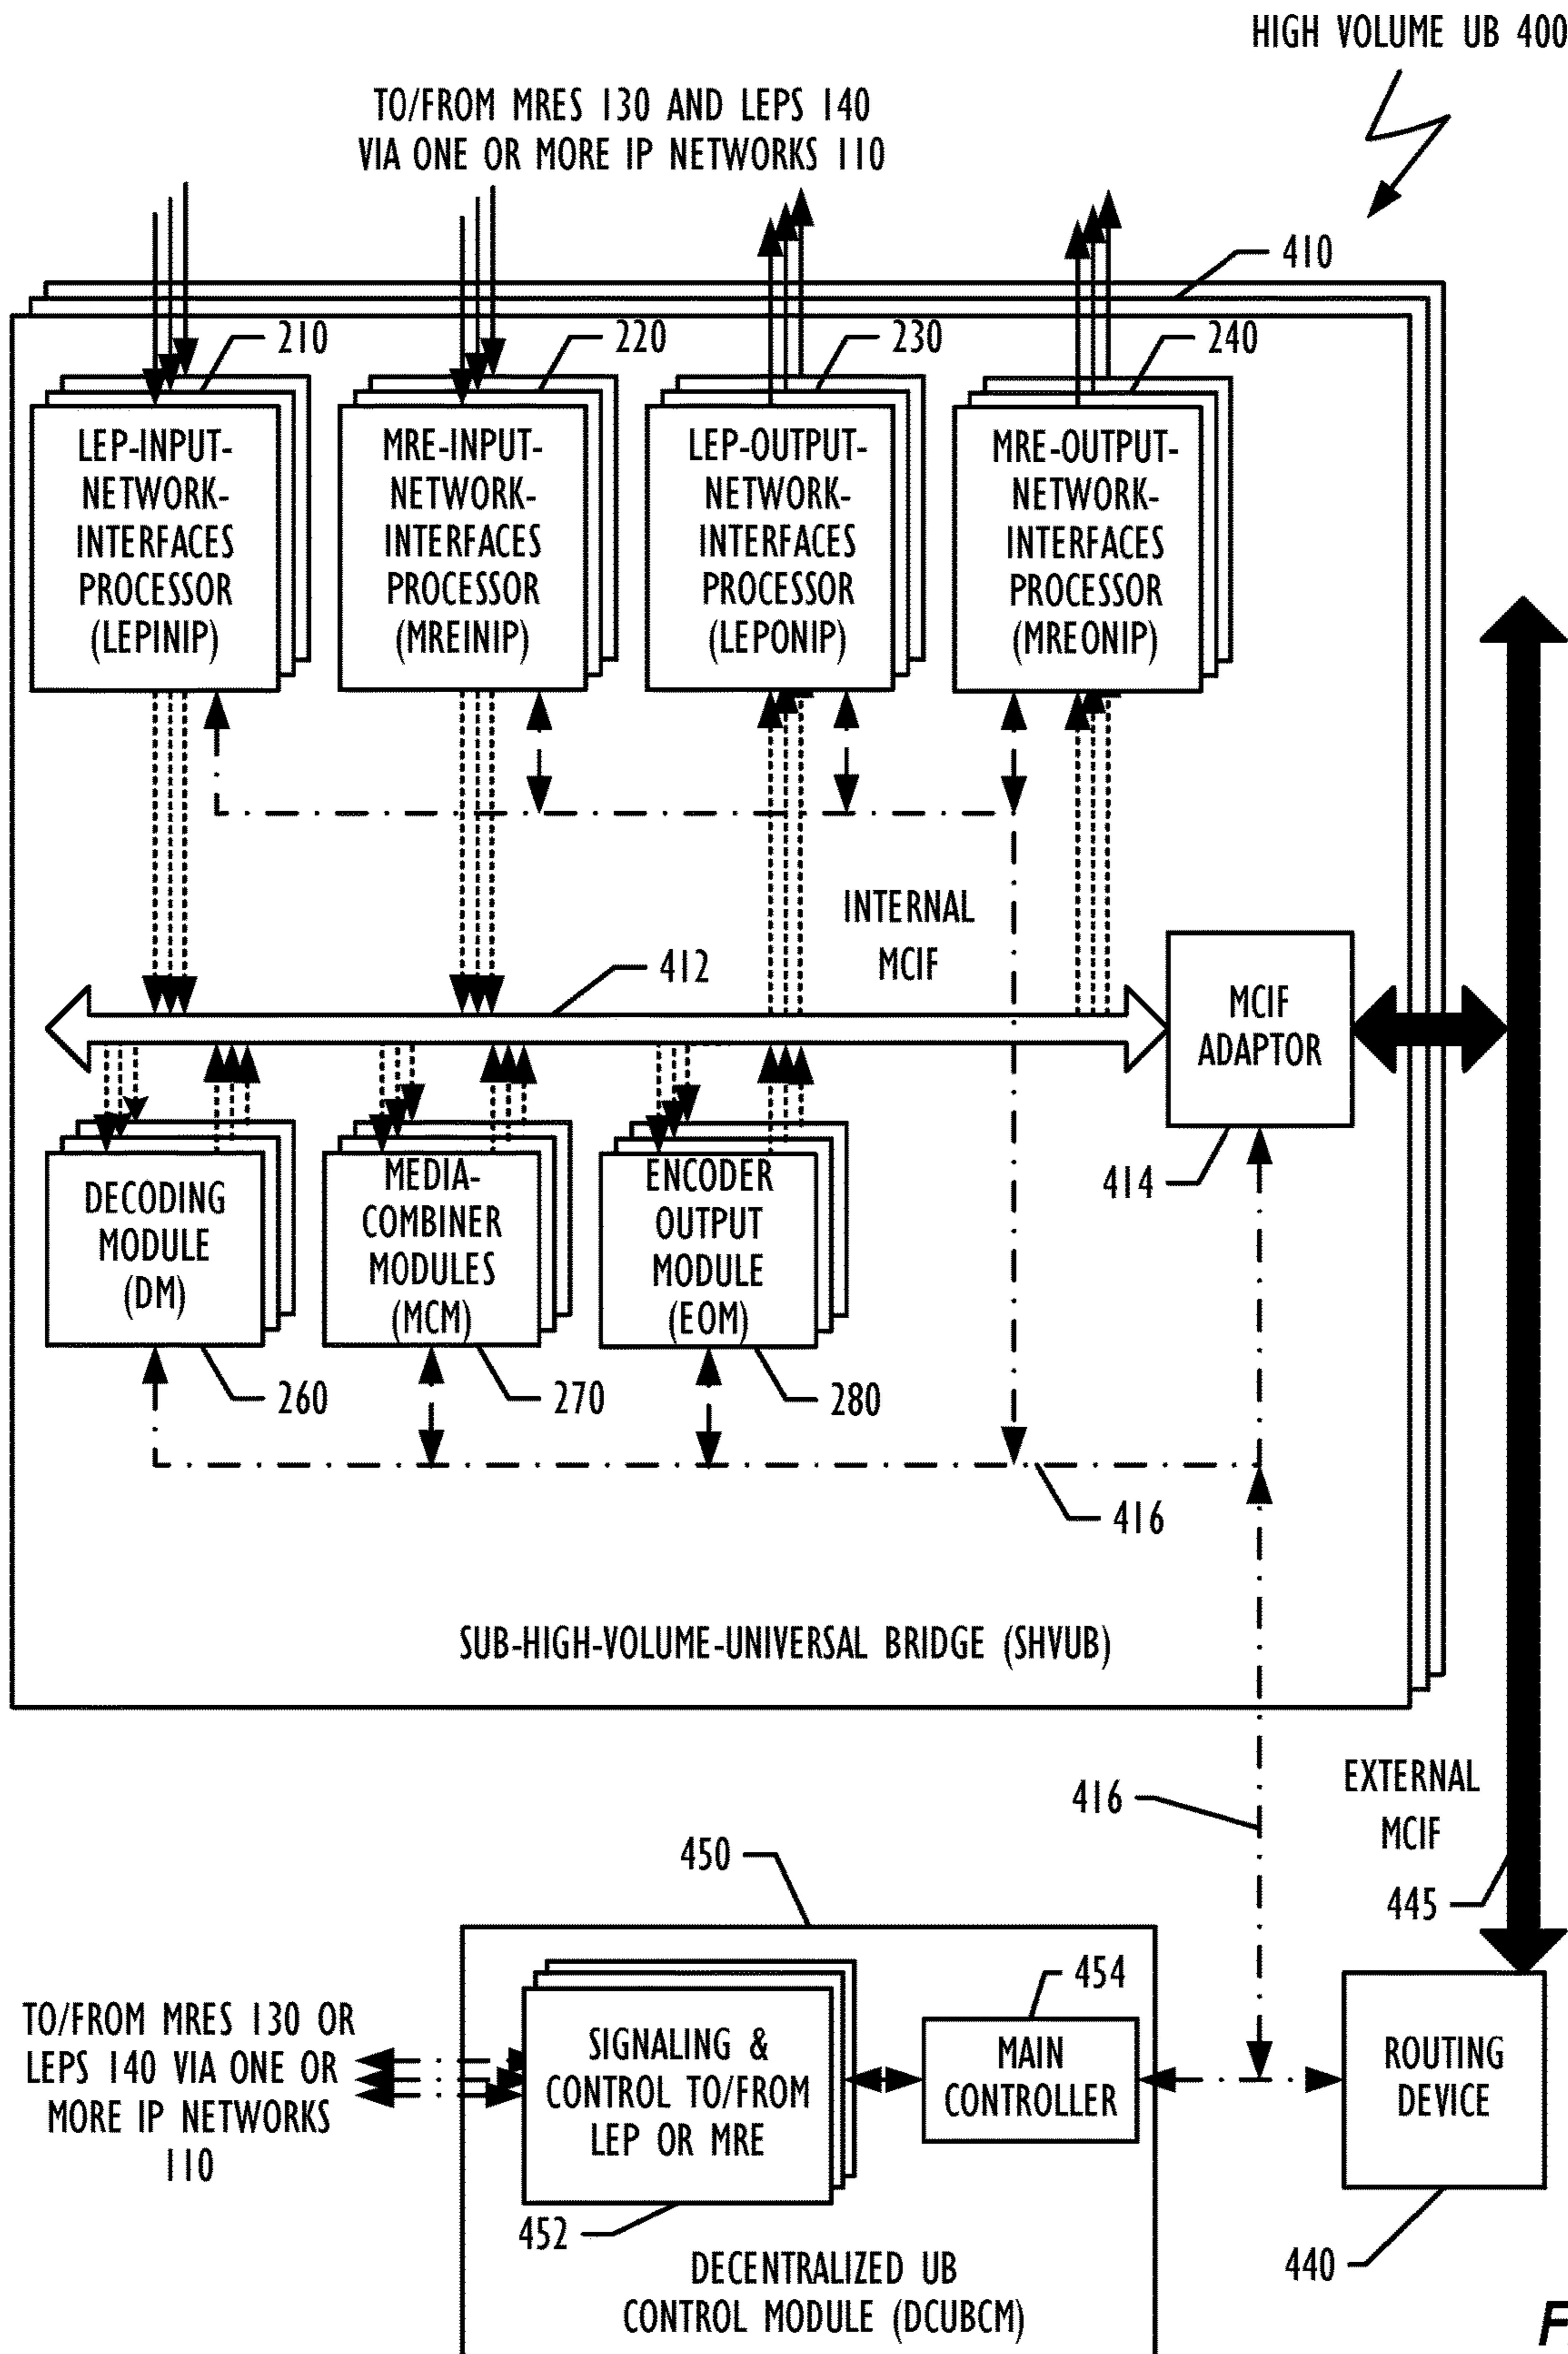 HIGH VOLUME UB 400
TO/FROM MRES 130 AND LEPS 140
VIA ONE OR MORE IP NETWORKS 110
410
210
220
230
240
LEP-INPUT-
NETWORK-
INTERFACES
PROCESSOR
(LEPINIP)
MRE-INPUT-
NETWORK-
INTERFACES
PROCESSOR
(MREINIP)
LEP-OUTPUT-
NETWORK-
INTERFACES
PROCESSOR
(LEPONIP)
MRE-OUTPUT-
NETWORK-
INTERFACES
PROCESSOR
(MREONIP)
INTERNAL
MCIF
412
MCIF
ADAPTOR
414
DECODING
MODULE
(DM)
MEDIA-
COMBINER
MODULES
(MCM)
ENCODER
OUTPUT
MODULE
(EOM)
260
270
280
416
SUB-HIGH-VOLUME-UNIVERSAL BRIDGE (SHVUB)
416
EXTERNAL
MCIF
445
450
454
TO/FROM MRES 130 OR
LEPS 140 VIA ONE OR
MORE IP NETWORKS
110
SIGNALING &
CONTROL TO/FROM
LEP OR MRE
MAIN
CONTROLLER
ROUTING
DEVICE
452
440
DECENTRALIZED UB
CONTROL MODULE (DCUBCM)